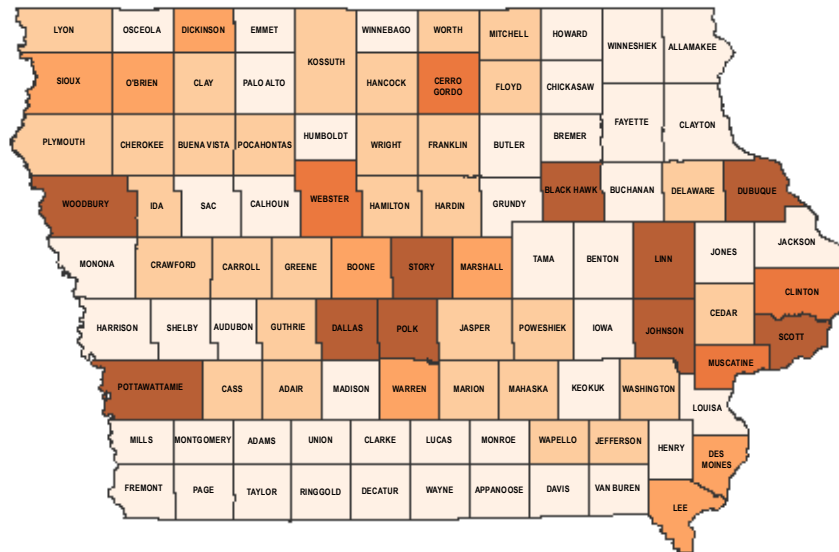 LYON
OSCEOLA
DICKINSON
EMMET
WINNEBAGO
WORTH
MITCHELL
HOWARD
WINNESHIEK
ALLAMAKEE
KOSSUTH
SIOUX
O'BRIEN
CLAY
PALO ALTO
HANCOCK
CERRO
GORDO
FLOYD
CHICKASAW
FAYETTE
CLAYTON
PLYMOUTH
CHEROKEE
BUENA VISTA
POCAHONTAS
HUMBOLDT
WRIGHT
FRANKLIN
BUTLER
BREMER
WOODBURY
IDA
SAC
CALHOUN
WEBSTER
HAMILTON
HARDIN
GRUNDY
BLACK HAWK
BUCHANAN
DELAWARE
DUBUQUE
MONONA
CRAWFORD
CARROLL
GREENE
BOONE
STORY
MARSHALL
TAMA
BENTON
LINN
JONES
JACKSON
CLINTON
HARRISON
SHELBY
AUDUBON
GUTHRIE
DALLAS
POLK
JASPER
POWESHIEK
IOWA
JOHNSON
CEDAR
SCOTT
MUSCATINE
POTTAWATTAMIE
CASS
ADAIR
MADISON
WARREN
MARION
MAHASKA
KEOKUK
WASHINGTON
LOUISA
MILLS
MONTGOMERY
ADAMS
UNION
CLARKE
LUCAS
MONROE
WAPELLO
JEFFERSON
HENRY
DES
MOINES
FREMONT
PAGE
TAYLOR
RINGGOLD
DECATUR
WAYNE
APPANOOSE
DAVIS
VAN BUREN
LEE